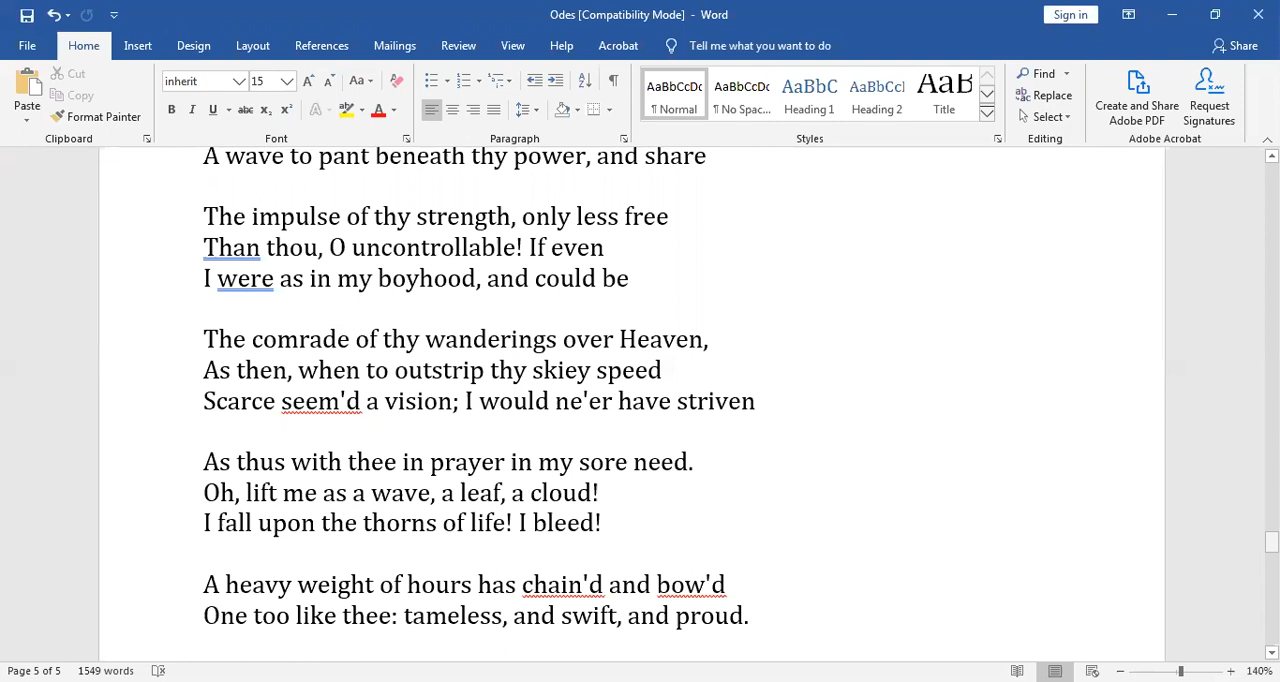 Odes [Compatibility Mode] - Word
Sign in
File Home Insert Design Layout References Mailings Review View Help Acrobat Tell me what you want to do Share
Paste
Cut
Copy
Format Painter
Clipboard
inherit 15
Font
Paragraph
AaBbCcDc ¶ Normal
AaBbCcDc ¶ No Spac...
AaBbC Heading 1
AaBbCcl Heading 2
AaB Title
Styles
Find
Replace
Select
Editing
Create and Share Adobe PDF
Request Signatures
Adobe Acrobat
A wave to pant beneath thy power, and share
The impulse of thy strength, only less free
Than thou, O uncontrollable! If even
I were as in my boyhood, and could be
The comrade of thy wanderings over Heaven,
As then, when to outstrip thy skiey speed
Scarce seem'd a vision; I would ne'er have striven
As thus with thee in prayer in my sore need.
Oh, lift me as a wave, a leaf, a cloud!
I fall upon the thorns of life! I bleed!
A heavy weight of hours has chain'd and bow'd
One too like thee: tameless, and swift, and proud.
Page 5 of 5 1549 words 140%